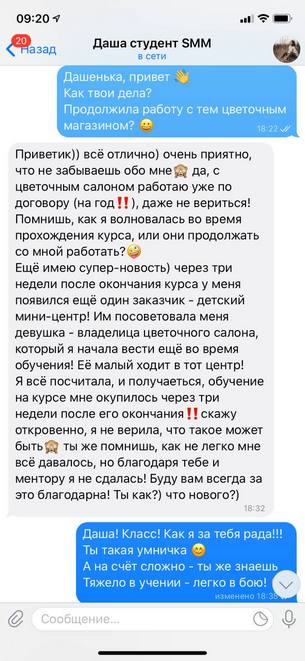 09:20
20
Назад
Даша студент SMM
в сети
Дашенька, привет 👋
Как твои дела?
Продолжила работу с тем цветочным
магазином? 😀
18:22
Приветик)) всё отлично) очень приятно,
что не забываешь обо мне🙈 да, с
цветочным салоном работаю уже по
договору (на год‼️), даже не вериться!
Помнишь, как я волновалась во время
прохождения курса, или они продолжать
со мной работать?🤪
Ещё имею супер-новость) через три
недели после окончания курса у меня
появился ещё один заказчик - детский
мини-центр! Им посоветовала меня
девушка - владелица цветочного салона,
который я начала вести ещё во время
обучения! Её малый ходит в тот центр!
Я всё посчитала, и получаеться, обучение
на курсе мне окупилось через три
недели после его окончания‼️скажу
откровенно, я не верила, что такое может
быть🙈 ты же помнишь, как не легко мне
всё давалось, но благодаря тебе и
ментору я не сдалась! Буду вам всегда за
это благодарна! Ты как?) что нового?)
18:32
Даша! Класс! Как я за тебя рада!!!
Ты такая умничка 😊
А на счёт сложно - ты же знаешь
Тяжело в учении - легко в бою!
изменено 18:35
Сообщение...